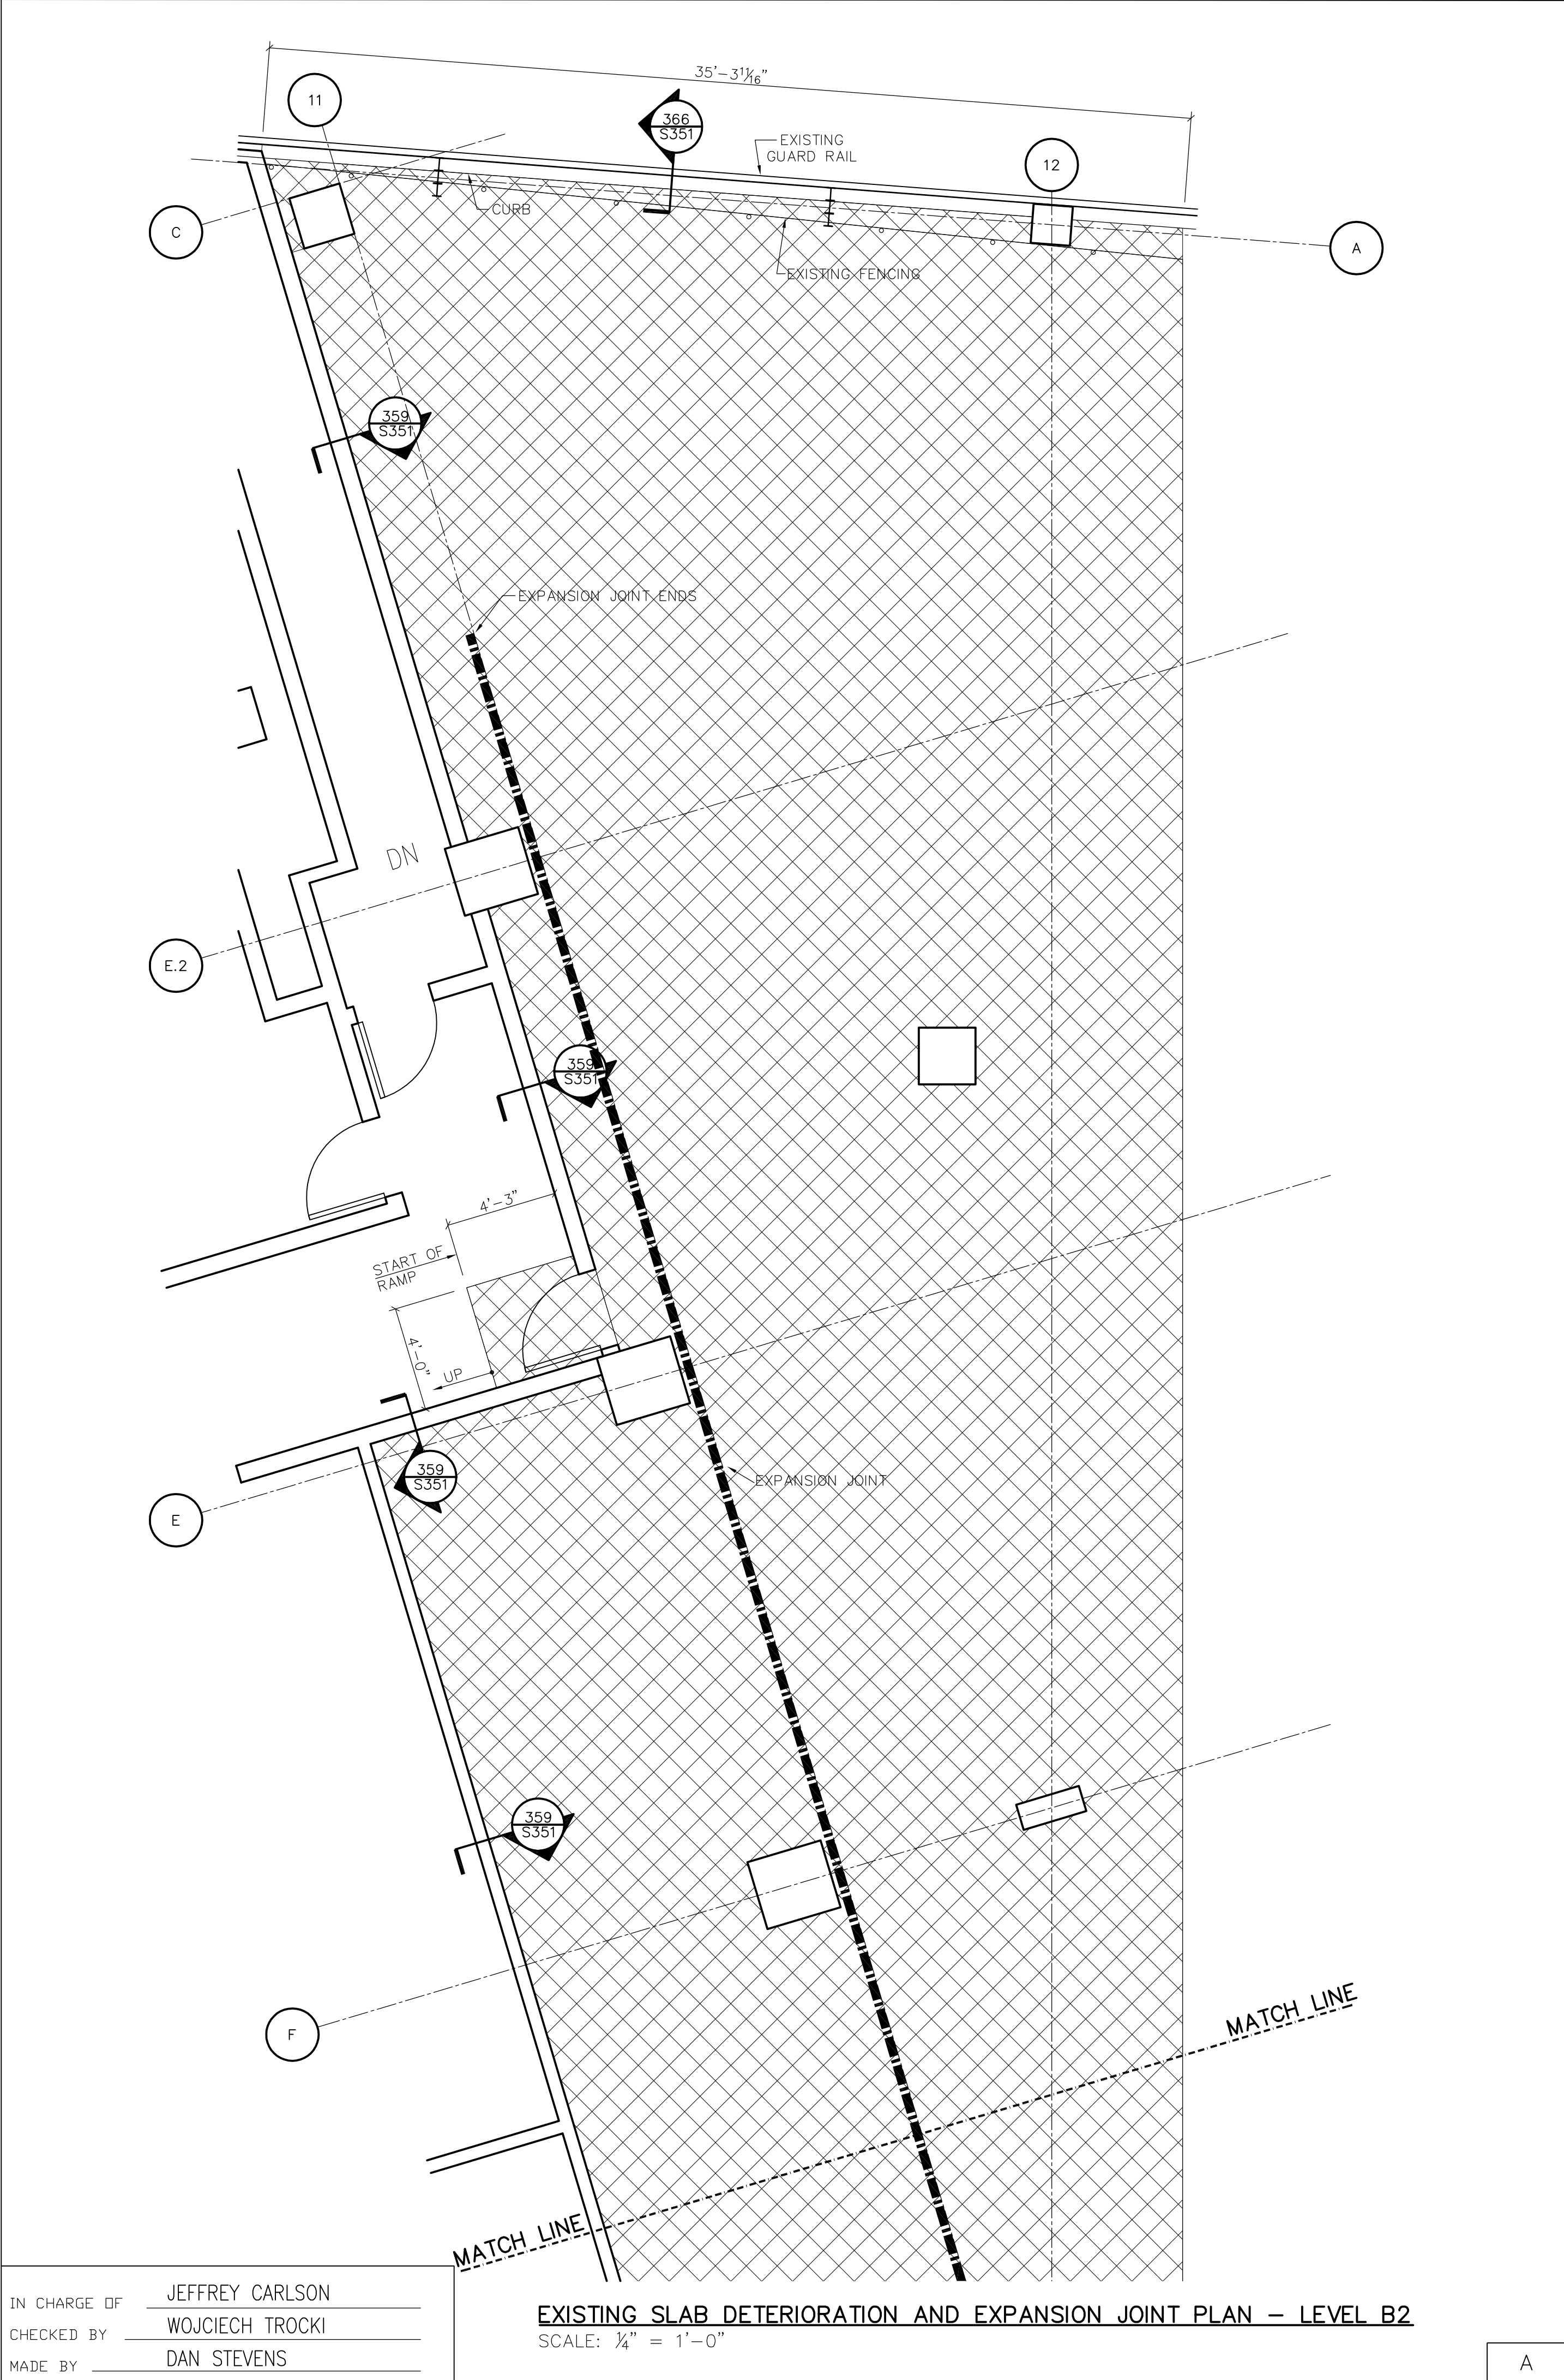 35'-3 11/16"
11
366
S351
EXISTING
GUARD RAIL
12
C
CURB
A
EXISTING FENCING
359
S351
EXPANSION JOINT ENDS
DN
E.2
359
S351
4'-3"
START OF
RAMP
4'-0"
UP
359
S351
EXPANSION JOINT
E
359
S351
F
MATCH LINE
MATCH LINE
IN CHARGE OF JEFFREY CARLSON
CHECKED BY WOJCIECH TROCKI
MADE BY DAN STEVENS
EXISTING SLAB DETERIORATION AND EXPANSION JOINT PLAN – LEVEL B2
SCALE: 1/4" = 1'-0"
A